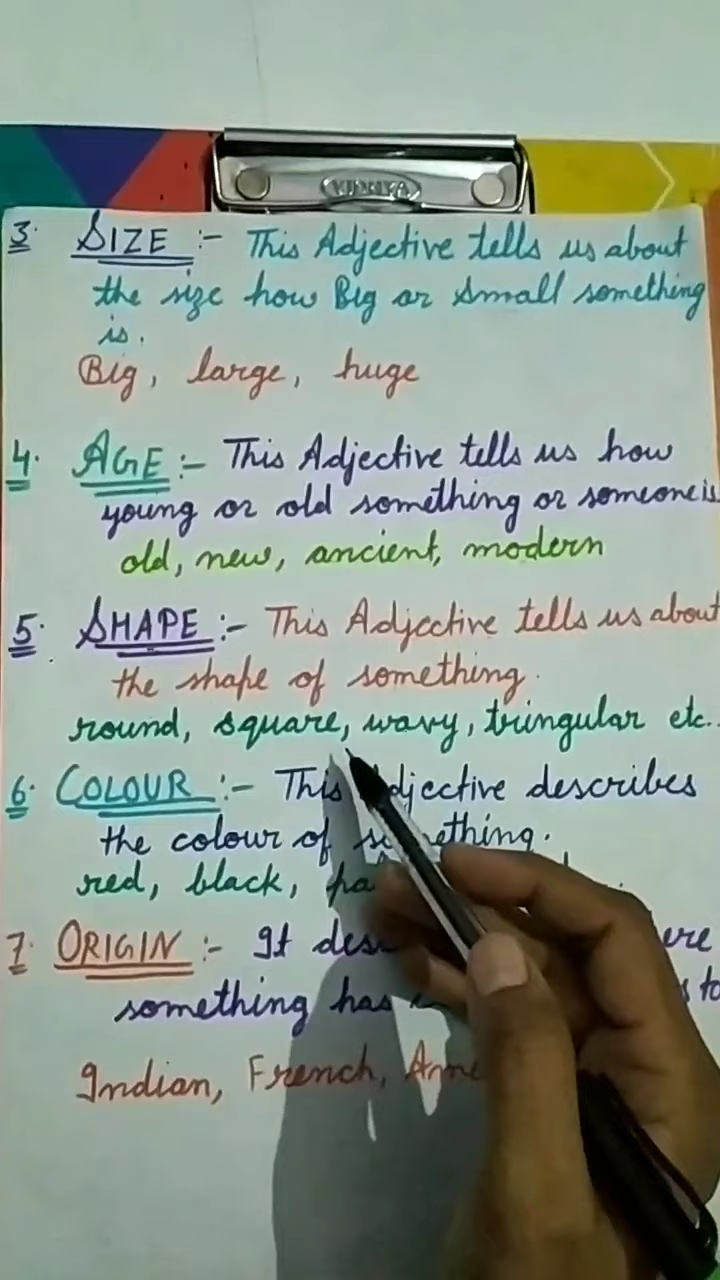 VIDHYA
3. SIZE :- This Adjective tells us about
the size how Big or Small something
is.
Big, large, huge
4. AGE :- This Adjective tells us how
young or old something or someone is
old, new, ancient, modern
5. SHAPE :- This Adjective tells us about
the shape of something.
round, square, wavy, tringular etc.
6. COLOUR :- This Adjective describes
the colour of something.
red, black,
7. ORIGIN :- It
something has
Indian, French,